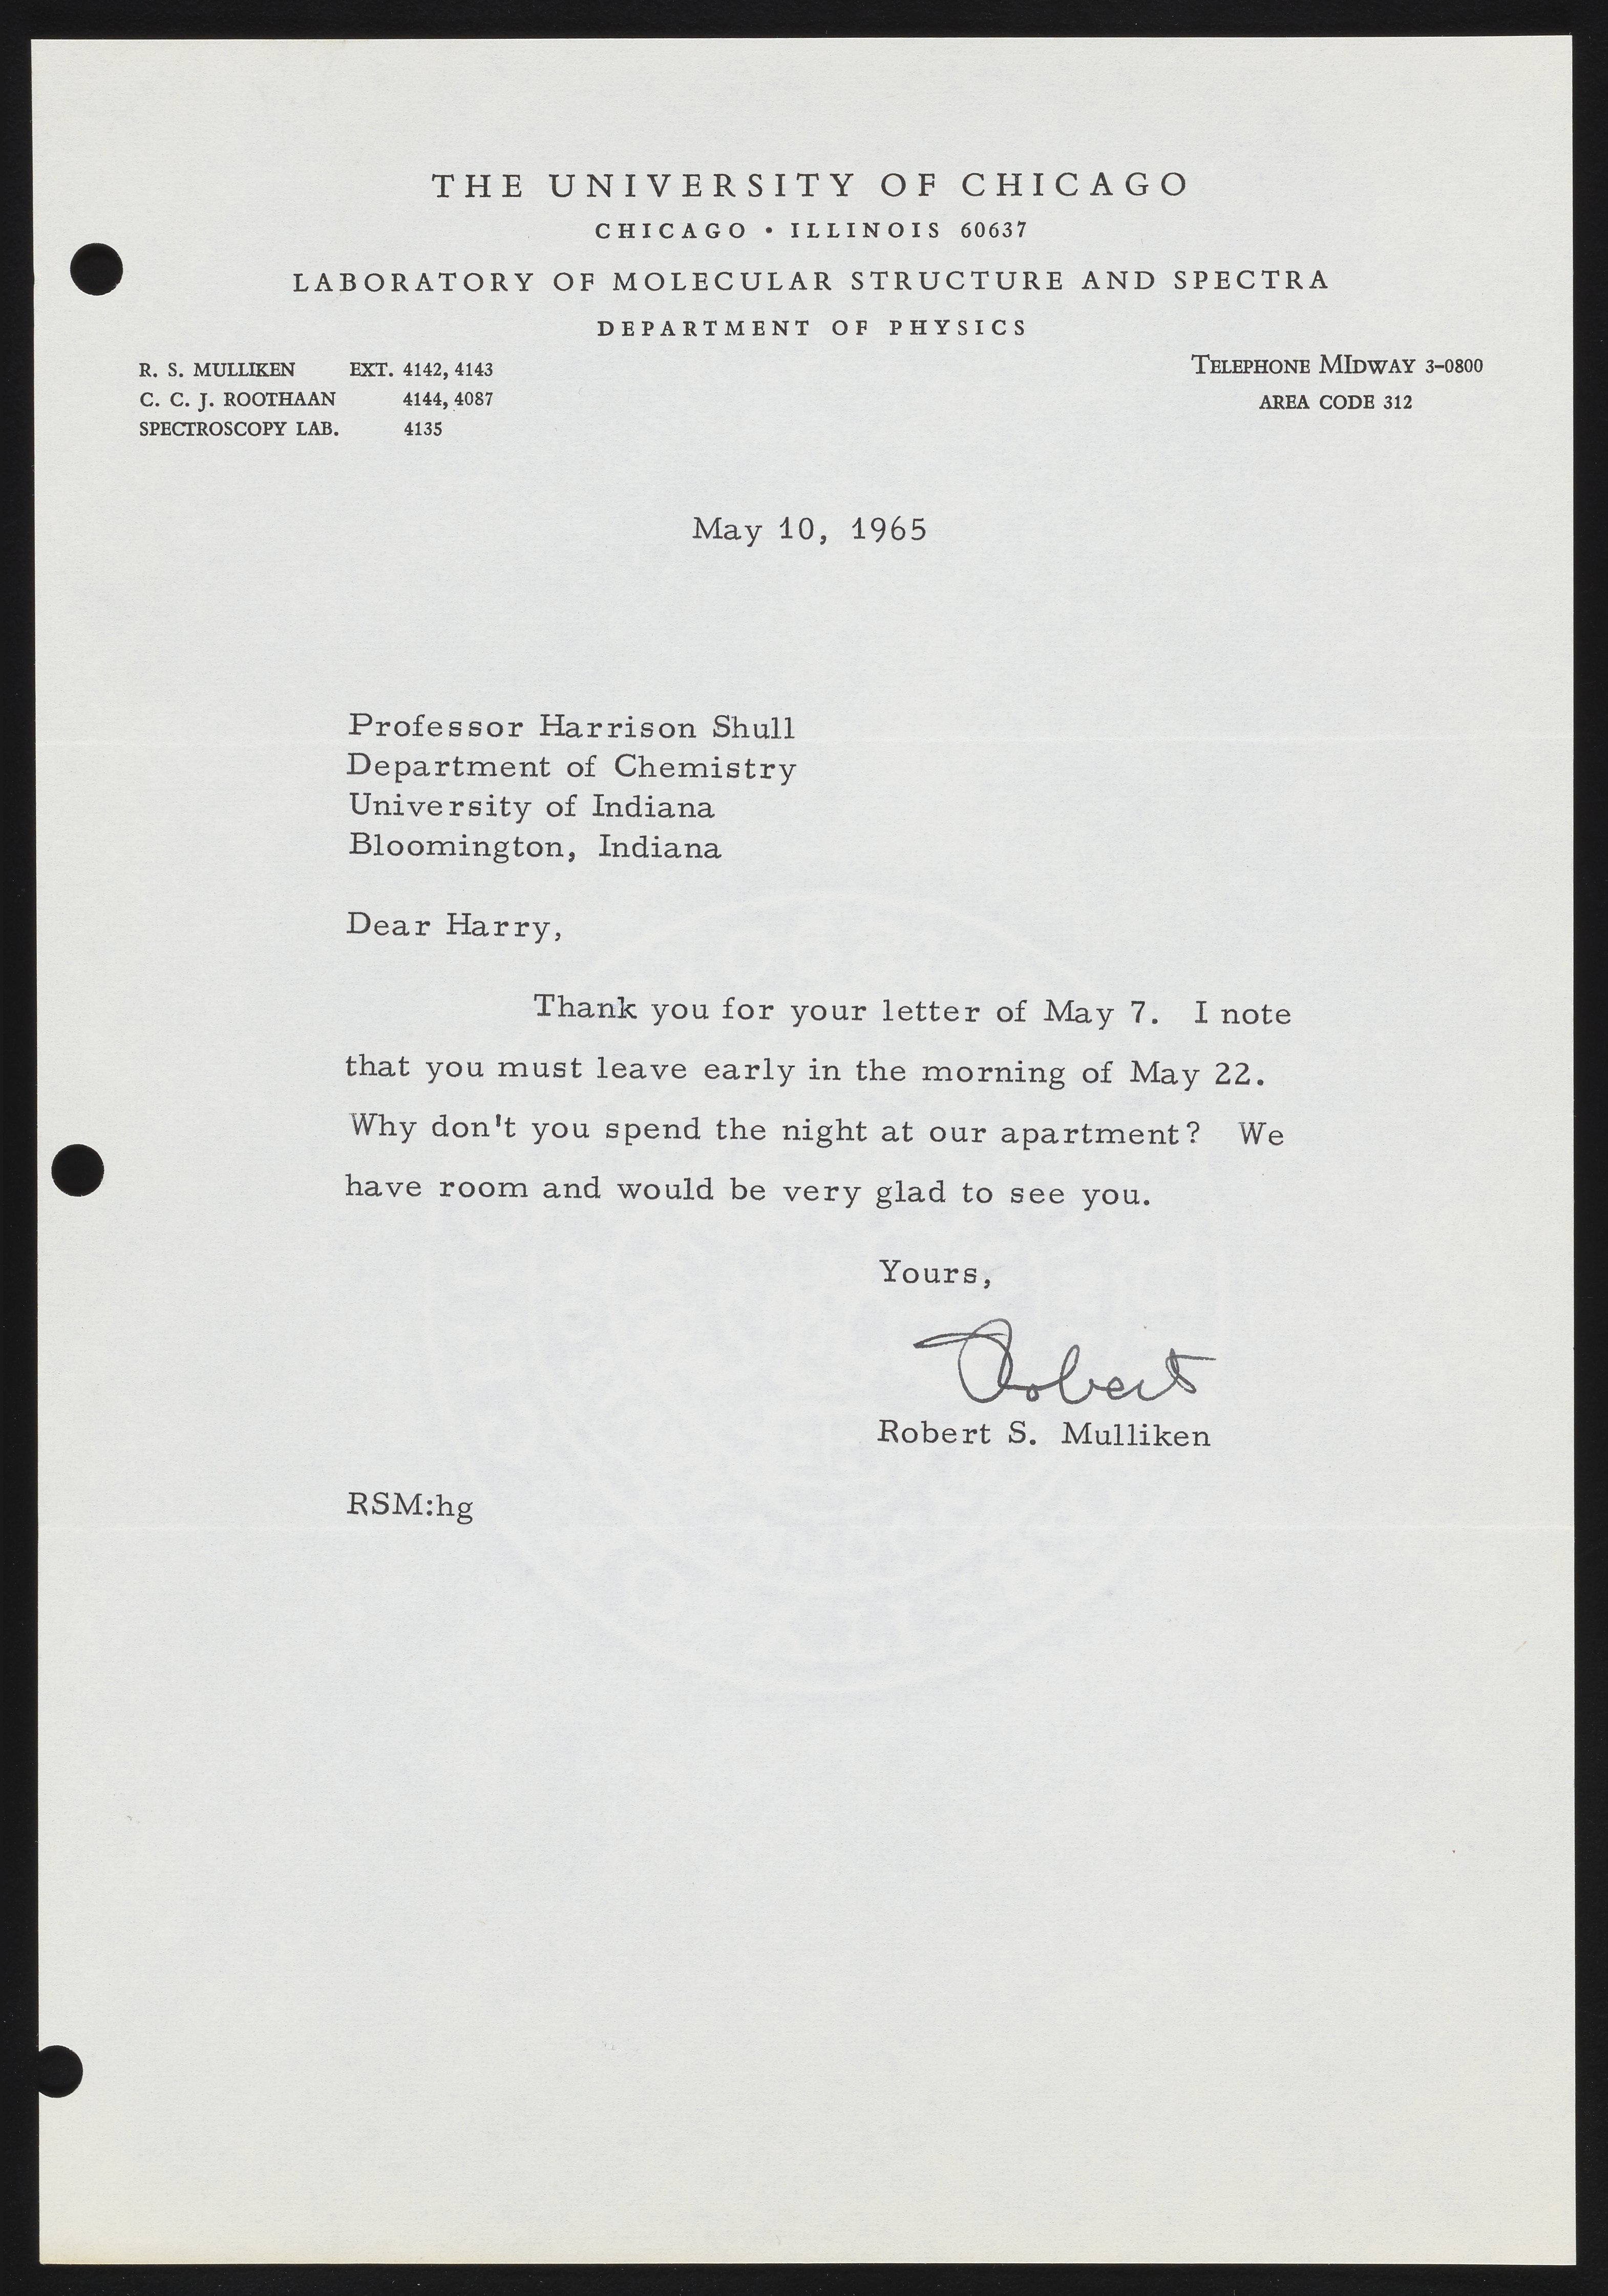 THE UNIVERSITY OF CHICAGO
CHICAGO • ILLINOIS 60637
LABORATORY OF MOLECULAR STRUCTURE AND SPECTRA
DEPARTMENT OF PHYSICS
R. S. MULLIKEN EXT. 4142, 4143
C. C. J. ROOTHAAN 4144, 4087
SPECTROSCOPY LAB. 4135
TELEPHONE MIDWAY 3-0800
AREA CODE 312
May 10, 1965
Professor Harrison Shull
Department of Chemistry
University of Indiana
Bloomington, Indiana
Dear Harry,
Thank you for your letter of May 7. I note
that you must leave early in the morning of May 22.
Why don't you spend the night at our apartment? We
have room and would be very glad to see you.
Yours,
Robert
Robert S. Mulliken
RSM:hg